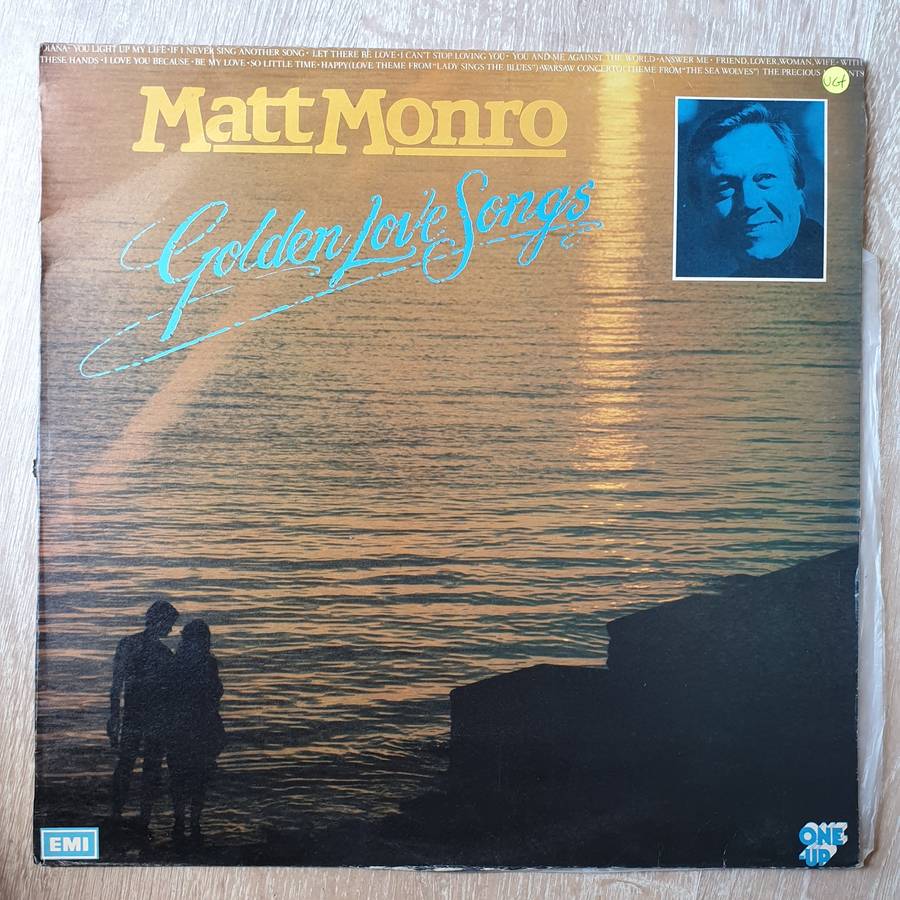 DIANA · YOU LIGHT UP MY LIFE · IF I NEVER SING ANOTHER SONG · LET THERE BE LOVE · I CAN'T STOP LOVING YOU · YOU AND ME AGAINST THE WORLD · ANSWER ME · FRIEND, LOVER, WOMAN, WIFE · WITH
THESE HANDS · I LOVE YOU BECAUSE · BE MY LOVE · SO LITTLE TIME · HAPPY (LOVE THEME FROM "LADY SINGS THE BLUES") · WARSAW CONCERTO (THEME FROM "THE SEA WOLVES") THE PRECIOUS
VG+
Matt Monro
Golden Love Songs
EMI
ONE
-UP